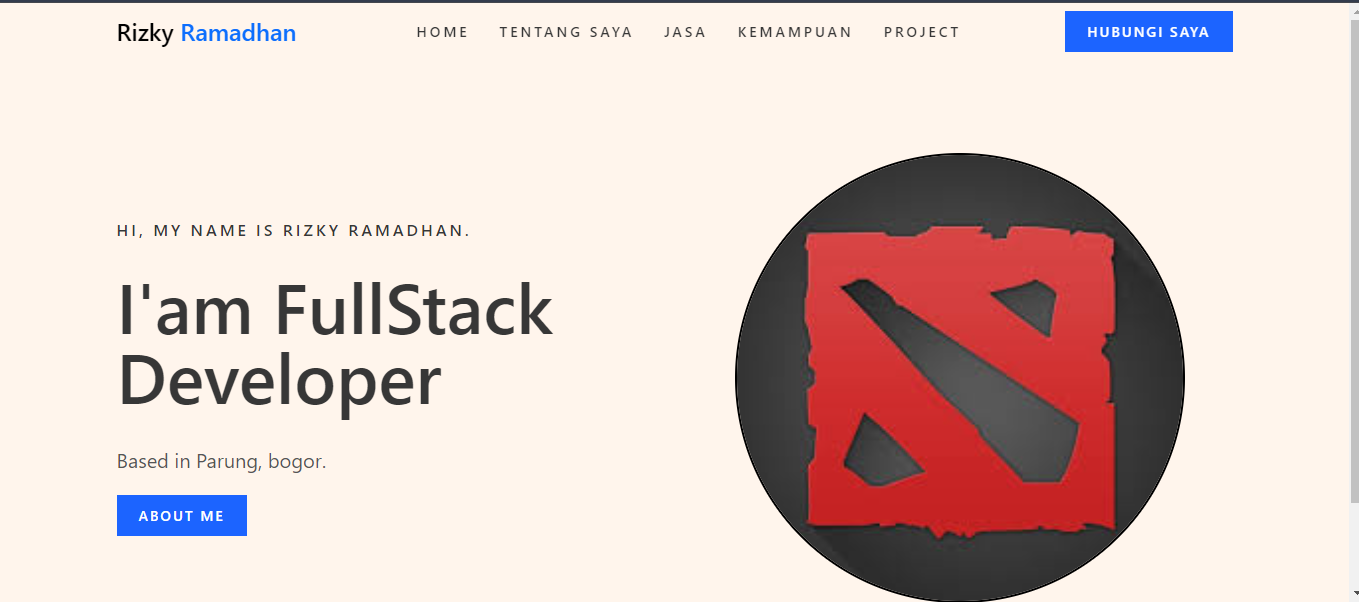 Rizky Ramadhan
HOME TENTANG SAYA JASA KEMAMPUAN PROJECT
HUBUNGI SAYA
HI, MY NAME IS RIZKY RAMADHAN.
I'am FullStack
Developer
Based in Parung, bogor.
ABOUT ME